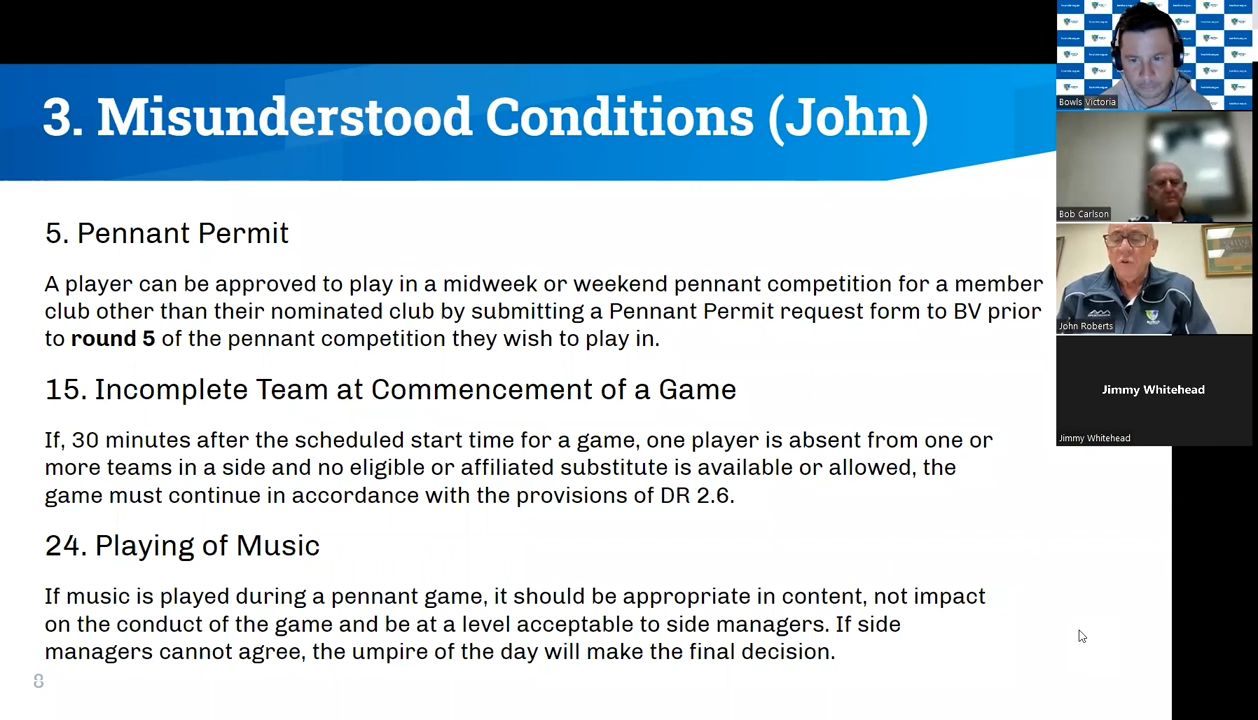 3. Misunderstood Conditions (John)
5. Pennant Permit
A player can be approved to play in a midweek or weekend pennant competition for a member
club other than their nominated club by submitting a Pennant Permit request form to BV prior
to round 5 of the pennant competition they wish to play in.
15. Incomplete Team at Commencement of a Game
If, 30 minutes after the scheduled start time for a game, one player is absent from one or
more teams in a side and no eligible or affiliated substitute is available or allowed, the
game must continue in accordance with the provisions of DR 2.6.
24. Playing of Music
If music is played during a pennant game, it should be appropriate in content, not impact
on the conduct of the game and be at a level acceptable to side managers. If side
managers cannot agree, the umpire of the day will make the final decision.
8
Bowls Victoria
Bob Carlson
John Roberts
Jimmy Whitehead
Jimmy Whitehead